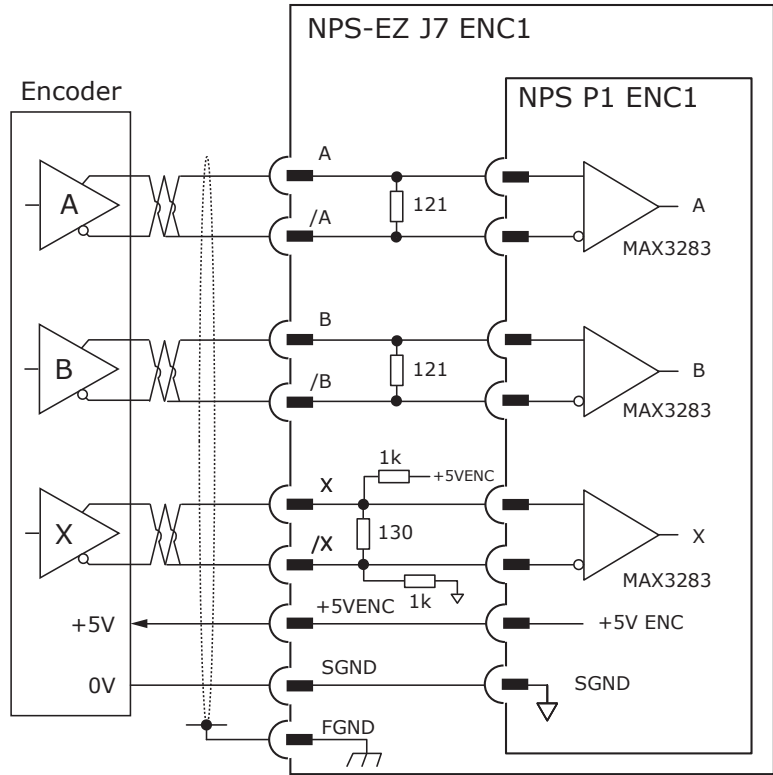 NPS-EZ J7 ENC1
Encoder
NPS P1 ENC1
A
A
/A
121
A
MAX3283
B
B
/B
121
B
MAX3283
1k
+5VENC
X
X
/X
130
X
MAX3283
1k
+5V
+5VENC
+5V ENC
0V
SGND
SGND
FGND